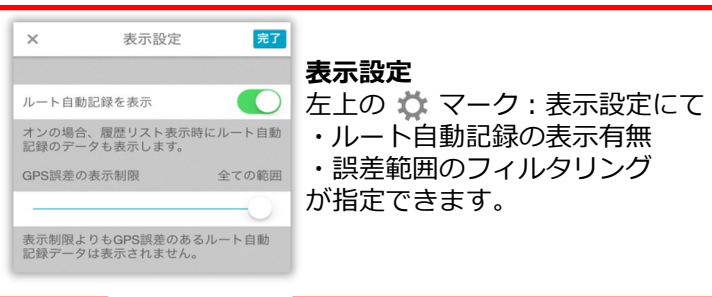 × 表示設定 完了
ルート自動記録を表示
オンの場合、履歴リスト表示時にルート自動
記録のデータも表示します。
GPS誤差の表示制限 全ての範囲
表示制限よりもGPS誤差のあるルート自動
記録データは表示されません。
表示設定
左上の マーク：表示設定にて
・ルート自動記録の表示有無
・誤差範囲のフィルタリング
が指定できます。